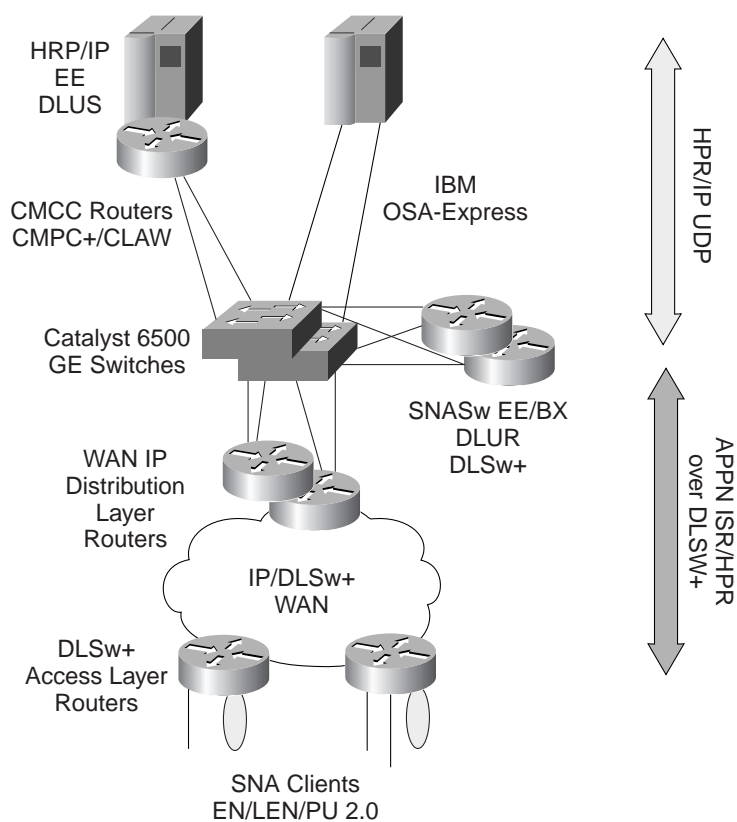 HRP/IP
EE
DLUS
CMCC Routers
CMPC+/CLAW
IBM
OSA-Express
HPR/IP UDP
Catalyst 6500
GE Switches
SNASw EE/BX
DLUR
DLSw+
WAN IP
Distribution
Layer
Routers
APPN ISR/HPR
over DLSW+
IP/DLSw+
WAN
DLSw+
Access Layer
Routers
SNA Clients
EN/LEN/PU 2.0